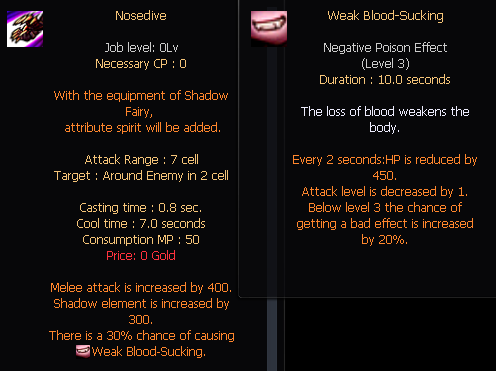 Nosedive
Job level: 0Lv
Necessary CP : 0
With the equipment of Shadow
Fairy,
attribute spirit will be added.
Attack Range : 7 cell
Target : Around Enemy in 2 cell
Casting time : 0.8 sec.
Cool time : 7.0 seconds
Consumption MP : 50
Price: 0 Gold
Melee attack is increased by 400.
Shadow element is increased by
300.
There is a 30% chance of causing
Weak Blood-Sucking.
Weak Blood-Sucking
Negative Poison Effect
(Level 3)
Duration : 10.0 seconds
The loss of blood weakens the
body.
Every 2 seconds:HP is reduced by
450.
Attack level is decreased by 1.
Below level 3 the chance of
getting a bad effect is increased
by 20%.